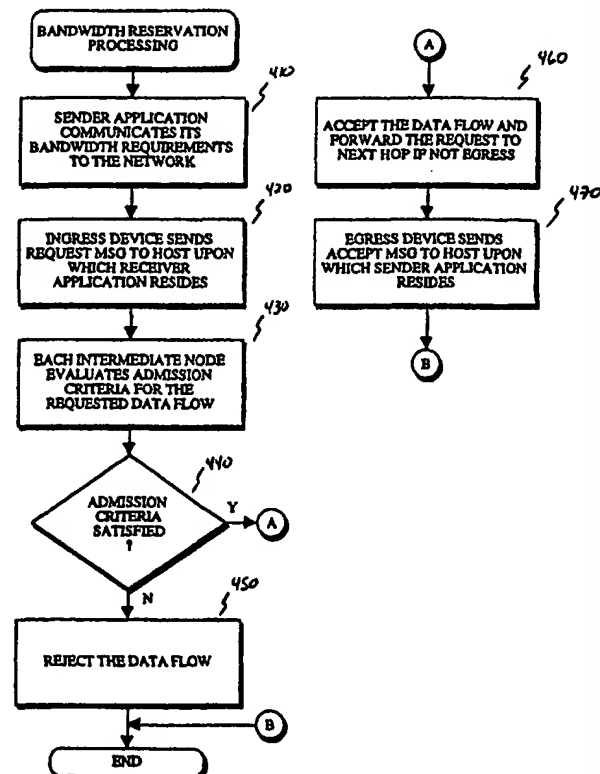 BANDWIDTH RESERVATION
PROCESSING
410
SENDER APPLICATION
COMMUNICATES ITS
BANDWIDTH REQUIREMENTS
TO THE NETWORK
420
INGRESS DEVICE SENDS
REQUEST MSG TO HOST UPON
WHICH RECEIVER
APPLICATION RESIDES
430
EACH INTERMEDIATE NODE
EVALUATES ADMISSION
CRITERIA FOR THE
REQUESTED DATA FLOW
440
ADMISSION
CRITERIA
SATISFIED
?
Y
A
N
450
REJECT THE DATA FLOW
B
END
A
460
ACCEPT THE DATA FLOW AND
FORWARD THE REQUEST TO
NEXT HOP IF NOT EGRESS
470
EGRESS DEVICE SENDS
ACCEPT MSG TO HOST UPON
WHICH SENDER APPLICATION
RESIDES
B